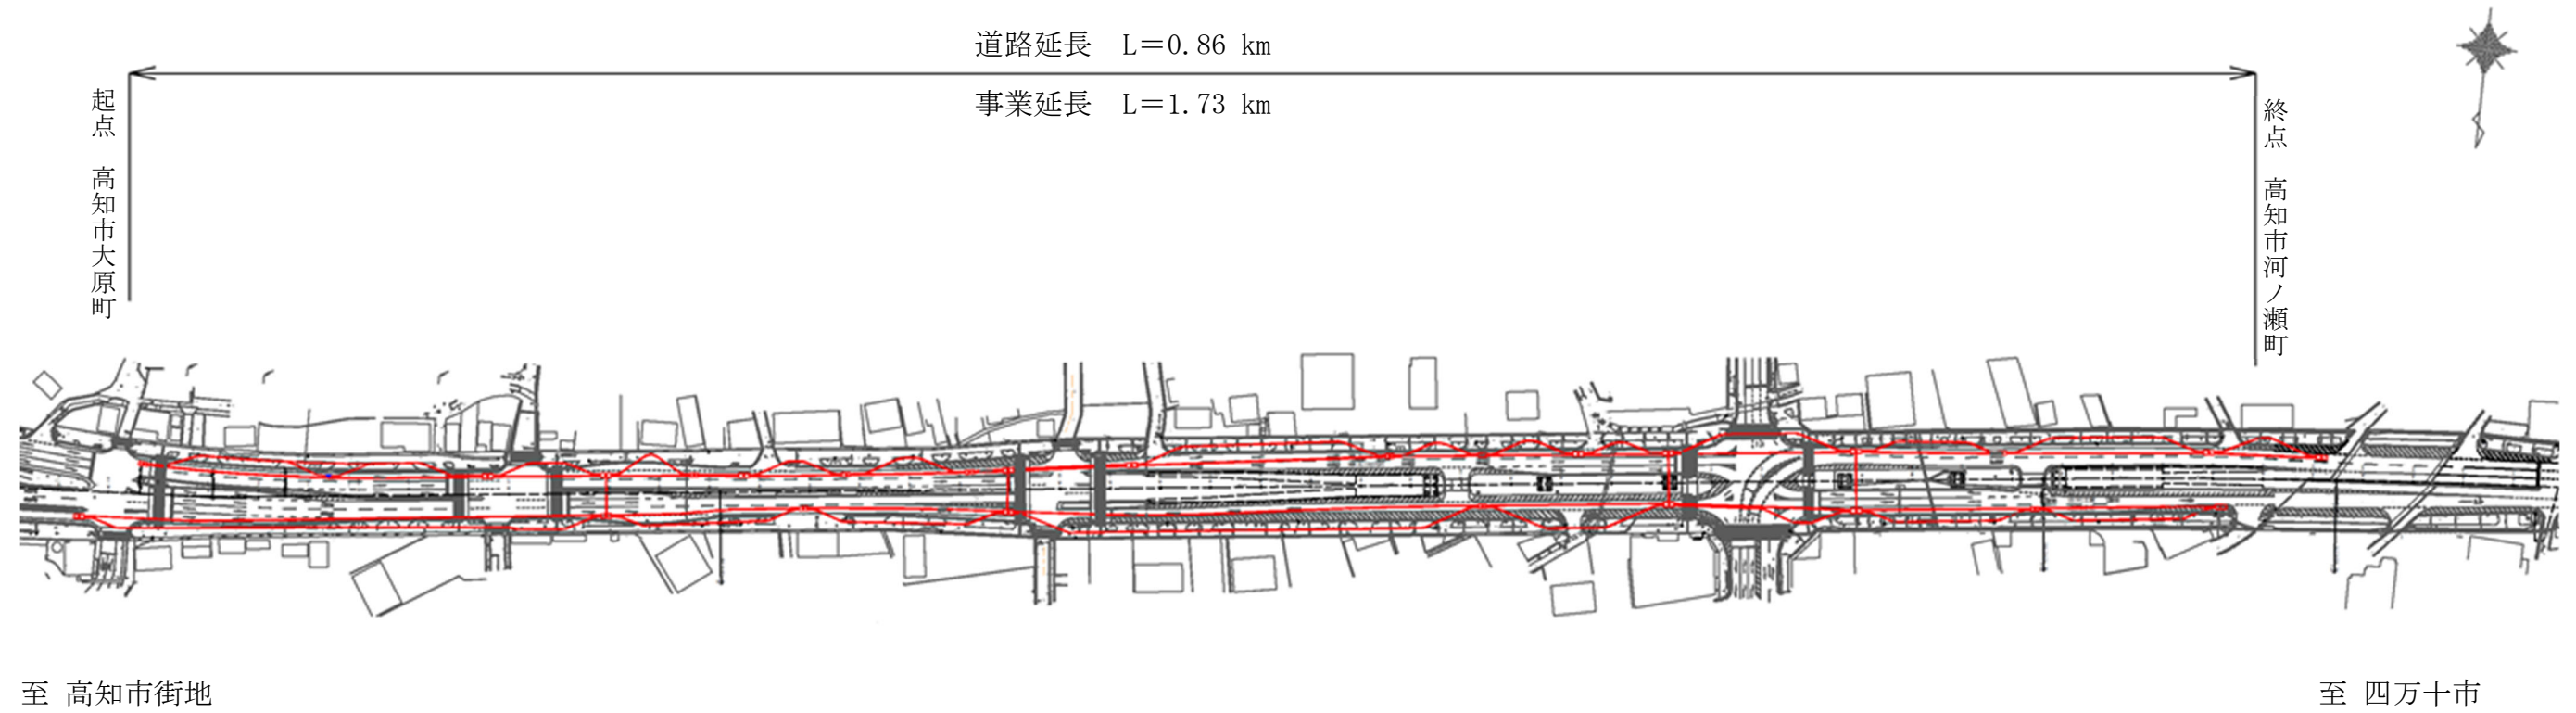 道路延長　L＝0.86 km
事業延長　L＝1.73 km
起点　高知市大原町
終点　高知市河ノ瀬町
至 高知市街地
至 四万十市